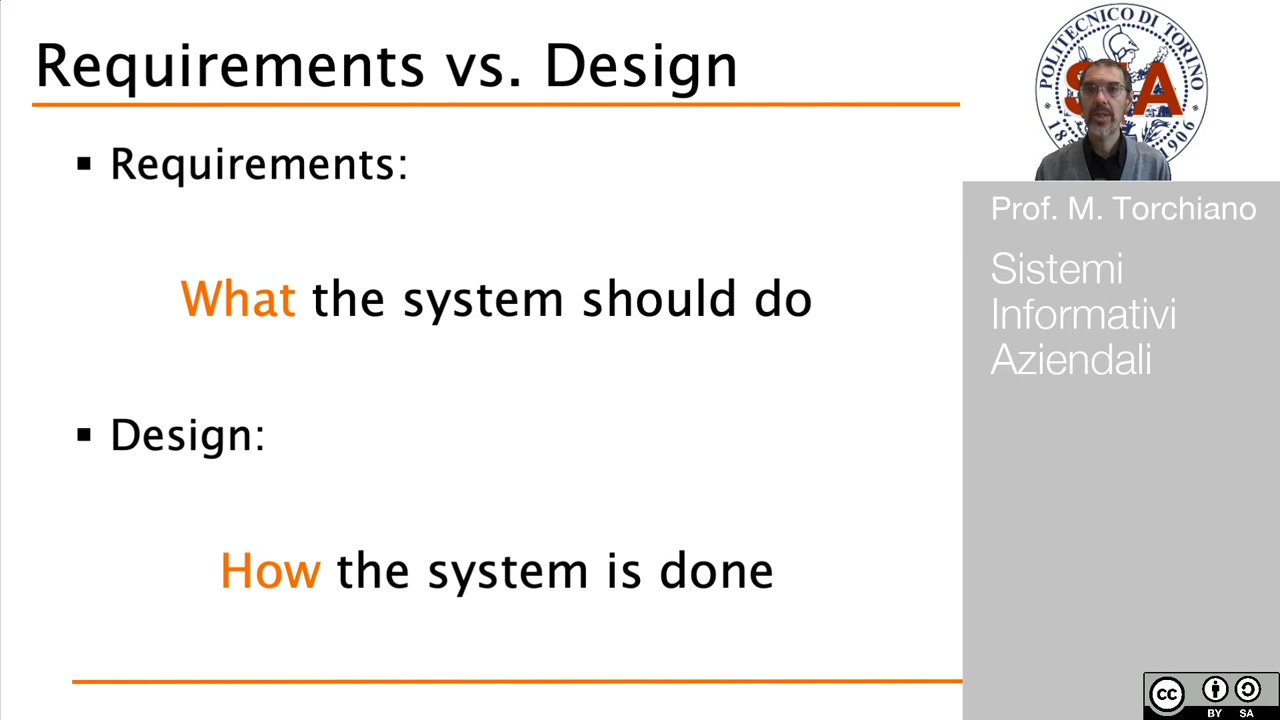 Requirements vs. Design
▪ Requirements:
What the system should do
▪ Design:
How the system is done
POLITECNICO DI TORINO
Prof. M. Torchiano
Sistemi
Informativi
Aziendali
cc
BY SA